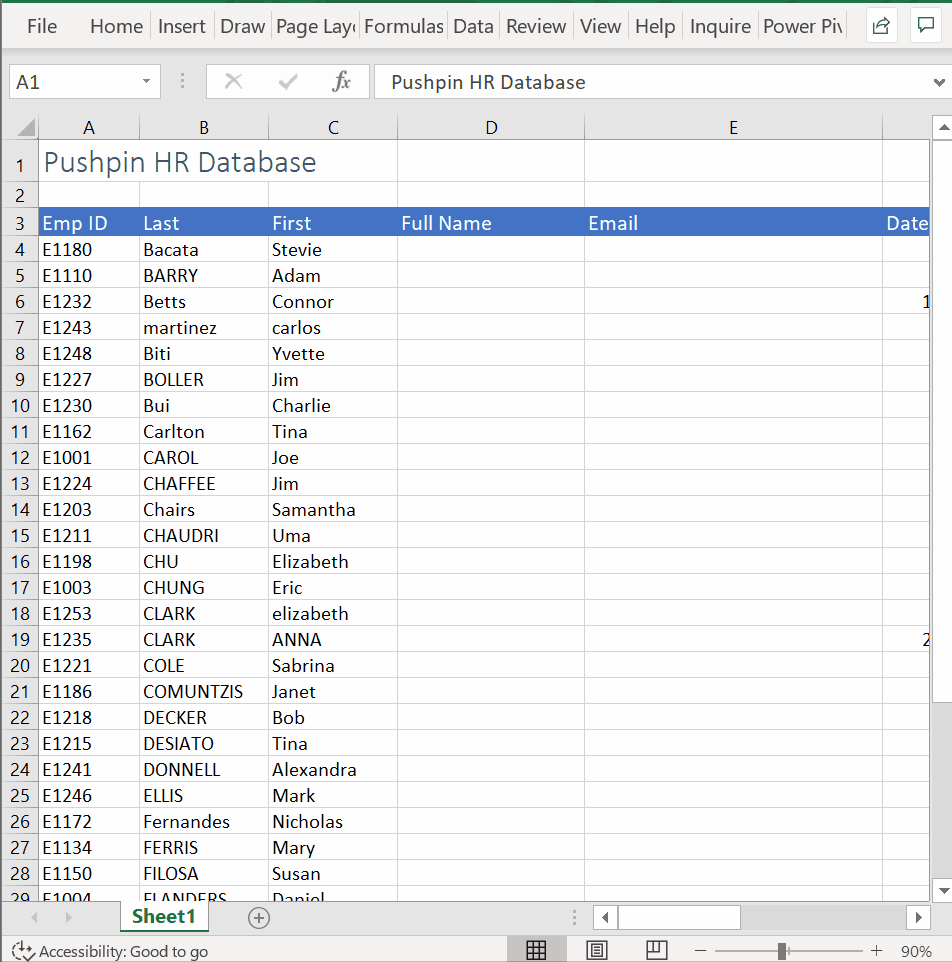 File Home Insert Draw Page Layo Formulas Data Review View Help Inquire Power Piv
A1 fx Pushpin HR Database
A B C D E
1 Pushpin HR Database
2
3 Emp ID Last First Full Name Email Date
4 E1180 Bacata Stevie
5 E1110 BARRY Adam
6 E1232 Betts Connor 1
7 E1243 martinez carlos
8 E1248 Biti Yvette
9 E1227 BOLLER Jim
10 E1230 Bui Charlie
11 E1162 Carlton Tina
12 E1001 CAROL Joe
13 E1224 CHAFFEE Jim
14 E1203 Chairs Samantha
15 E1211 CHAUDRI Uma
16 E1198 CHU Elizabeth
17 E1003 CHUNG Eric
18 E1253 CLARK elizabeth
19 E1235 CLARK ANNA 2
20 E1221 COLE Sabrina
21 E1186 COMUNTZIS Janet
22 E1218 DECKER Bob
23 E1215 DESIATO Tina
24 E1241 DONNELL Alexandra
25 E1246 ELLIS Mark
26 E1172 Fernandes Nicholas
27 E1134 FERRIS Mary
28 E1150 FILOSA Susan
29 E1004 FLANDERS Daniel
Sheet1
Accessibility: Good to go 90%